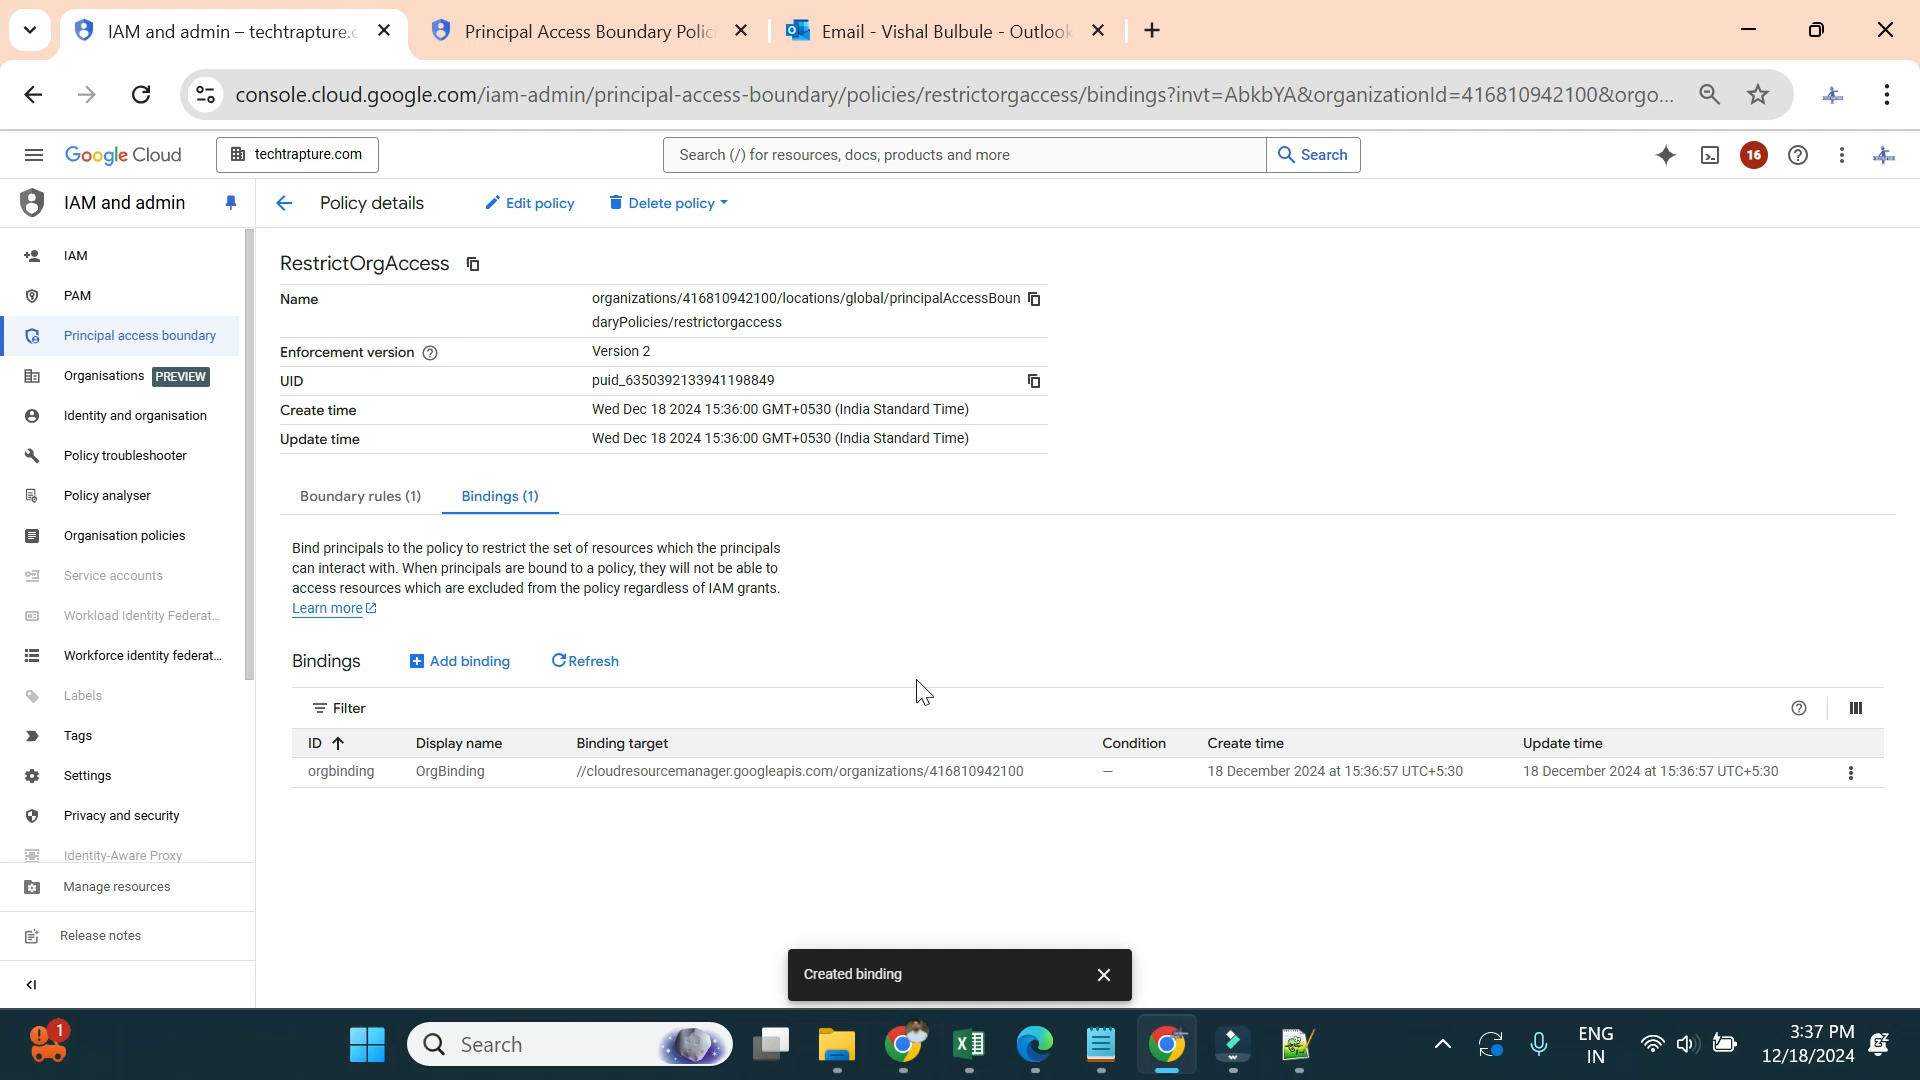 IAM and admin – techtrapture.c
Principal Access Boundary Polic
Email - Vishal Bulbule - Outlook
console.cloud.google.com/iam-admin/principal-access-boundary/policies/restrictorgaccess/bindings?invt=AbkbYA&organizationId=416810942100&orgo...
Google Cloud
techtrapture.com
Search (/) for resources, docs, products and more
Search
16
IAM and admin
Policy details
Edit policy
Delete policy
IAM
PAM
Principal access boundary
Organisations PREVIEW
Identity and organisation
Policy troubleshooter
Policy analyser
Organisation policies
Service accounts
Workload Identity Federat...
Workforce identity federat...
Labels
Tags
Settings
Privacy and security
Identity-Aware Proxy
Manage resources
Release notes
RestrictOrgAccess
Name
organizations/416810942100/locations/global/principalAccessBoun
daryPolicies/restrictorgaccess
Enforcement version
Version 2
UID
puid_6350392133941198849
Create time
Wed Dec 18 2024 15:36:00 GMT+0530 (India Standard Time)
Update time
Wed Dec 18 2024 15:36:00 GMT+0530 (India Standard Time)
Boundary rules (1)
Bindings (1)
Bind principals to the policy to restrict the set of resources which the principals
can interact with. When principals are bound to a policy, they will not be able to
access resources which are excluded from the policy regardless of IAM grants.
Learn more
Bindings
Add binding
Refresh
Filter
ID Display name Binding target Condition Create time Update time
orgbinding OrgBinding //cloudresourcemanager.googleapis.com/organizations/416810942100 – 18 December 2024 at 15:36:57 UTC+5:30 18 December 2024 at 15:36:57 UTC+5:30
Created binding
1
Search
ENG
IN
3:37 PM
12/18/2024